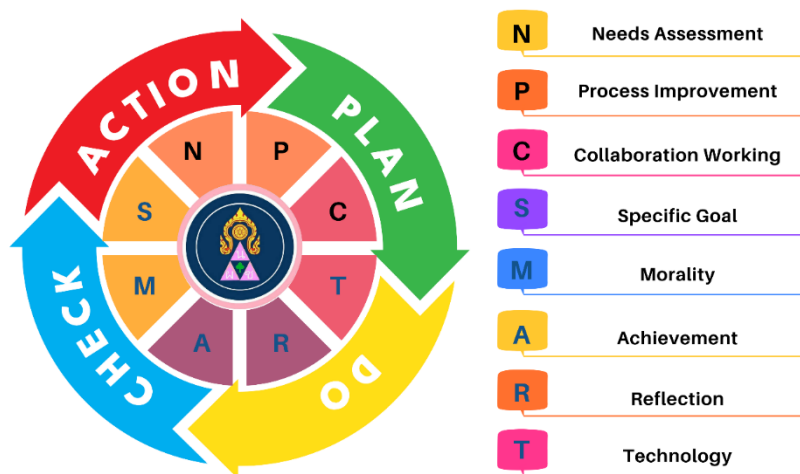 ACTION
PLAN
DO
CHECK
N
P
C
T
R
A
M
S
N Needs Assessment
P Process Improvement
C Collaboration Working
S Specific Goal
M Morality
A Achievement
R Reflection
T Technology